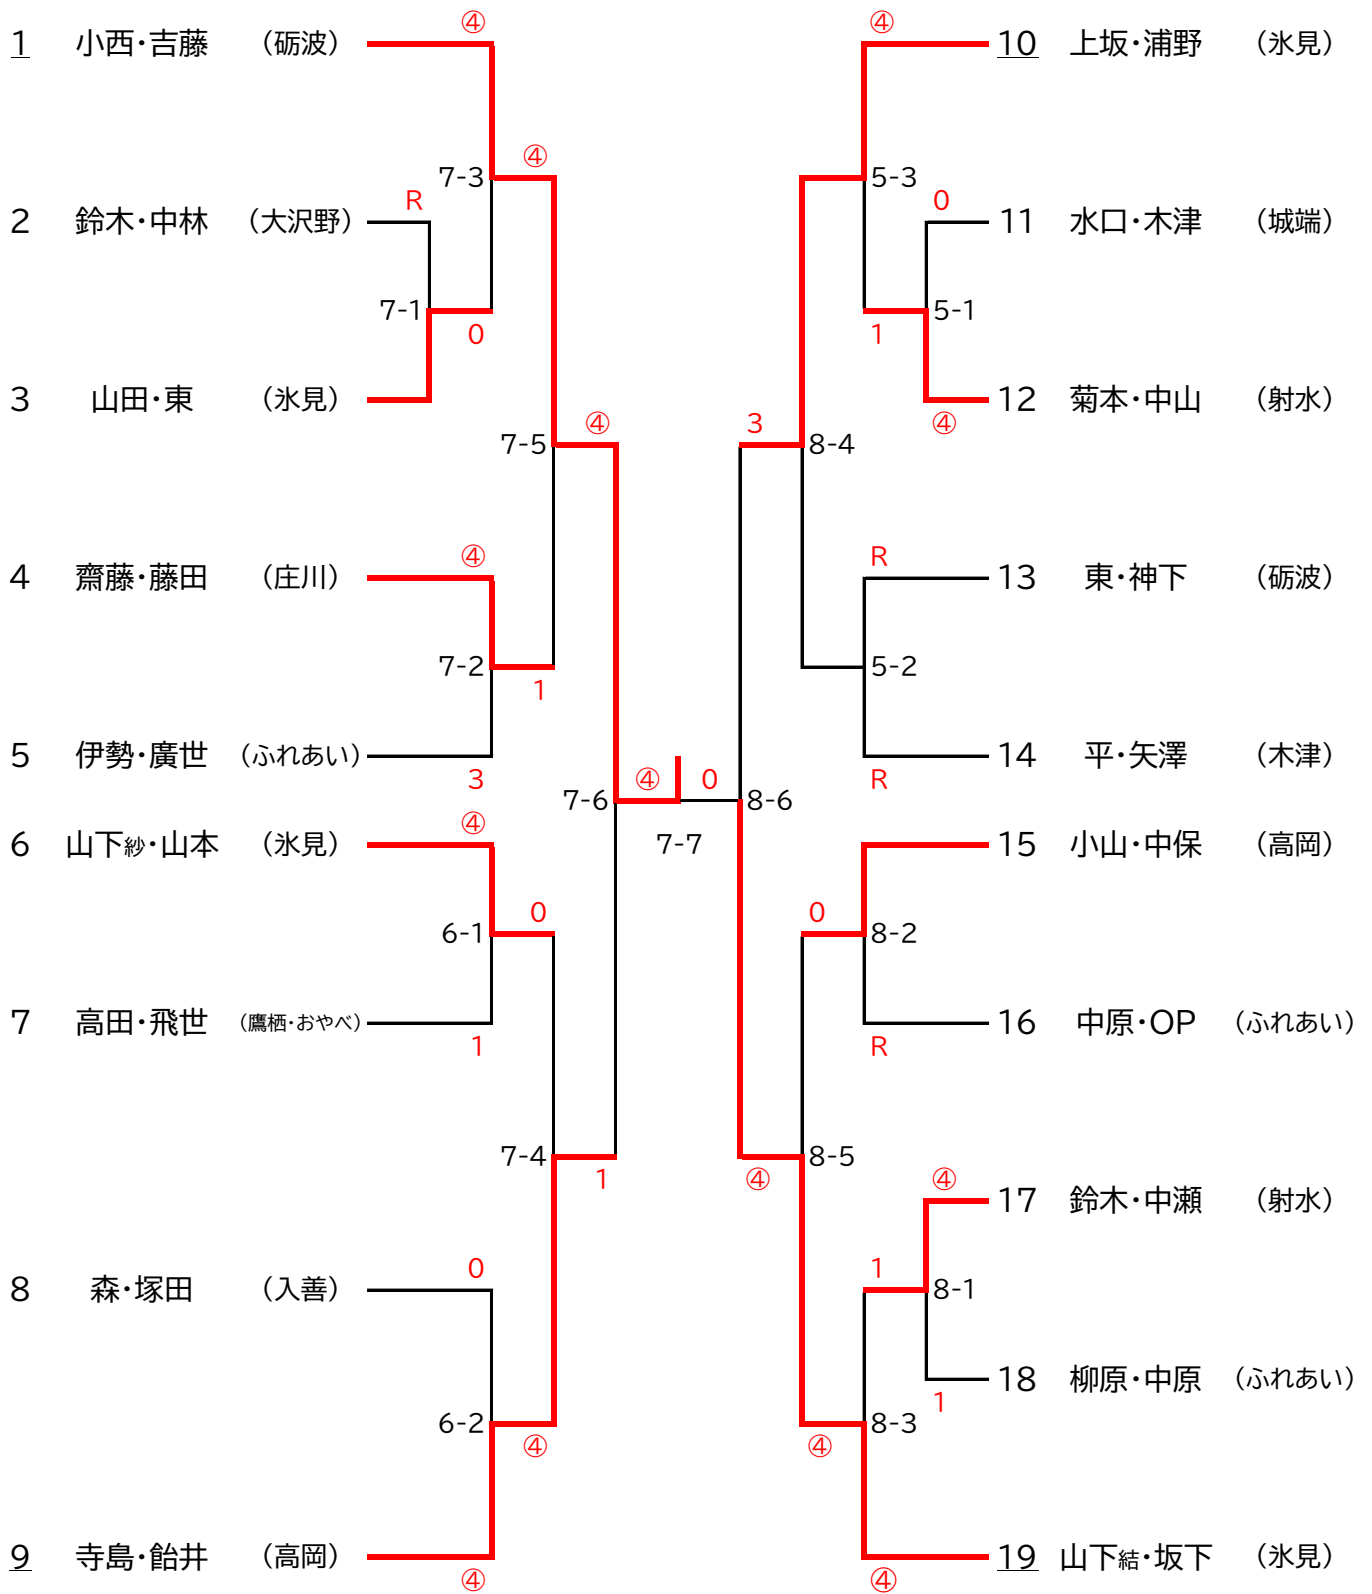 ④ ④
1 小西・吉藤 （砺波） 10 上坂・浦野 （氷見）
④
7-3 5-3
R 0
2 鈴木・中林 （大沢野） 11 水口・木津 （城端）
7-1 5-1
0 1
3 山田・東 （氷見） 12 菊本・中山 （射水）
④ 3 ④
7-5 8-4
④ R
4 齋藤・藤田 （庄川） 13 東・神下 （砺波）
7-2 5-2
1
5 伊勢・廣世 （ふれあい） 14 平・矢澤 （木津）
3 ④ 0 R
7-6 8-6
④
6 山下紗・山本 （氷見） 7-7 15 小山・中保 （高岡）
0 0
6-1 8-2
7 高田・飛世 （鷹栖・おやべ） 16 中原・OP （ふれあい）
1 R
7-4 8-5
1 ④ ④
17 鈴木・中瀬 （射水）
0 1
8 森・塚田 （入善） 8-1
18 柳原・中原 （ふれあい）
1
6-2 8-3
④ ④
9 寺島・飴井 （高岡） 19 山下結・坂下 （氷見）
④ ④